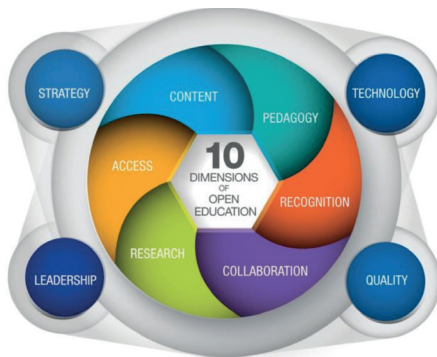 STRATEGY
TECHNOLOGY
CONTENT
PEDAGOGY
ACCESS
10
DIMENSIONS
OF
OPEN
EDUCATION
RECOGNITION
RESEARCH
COLLABORATION
LEADERSHIP
QUALITY